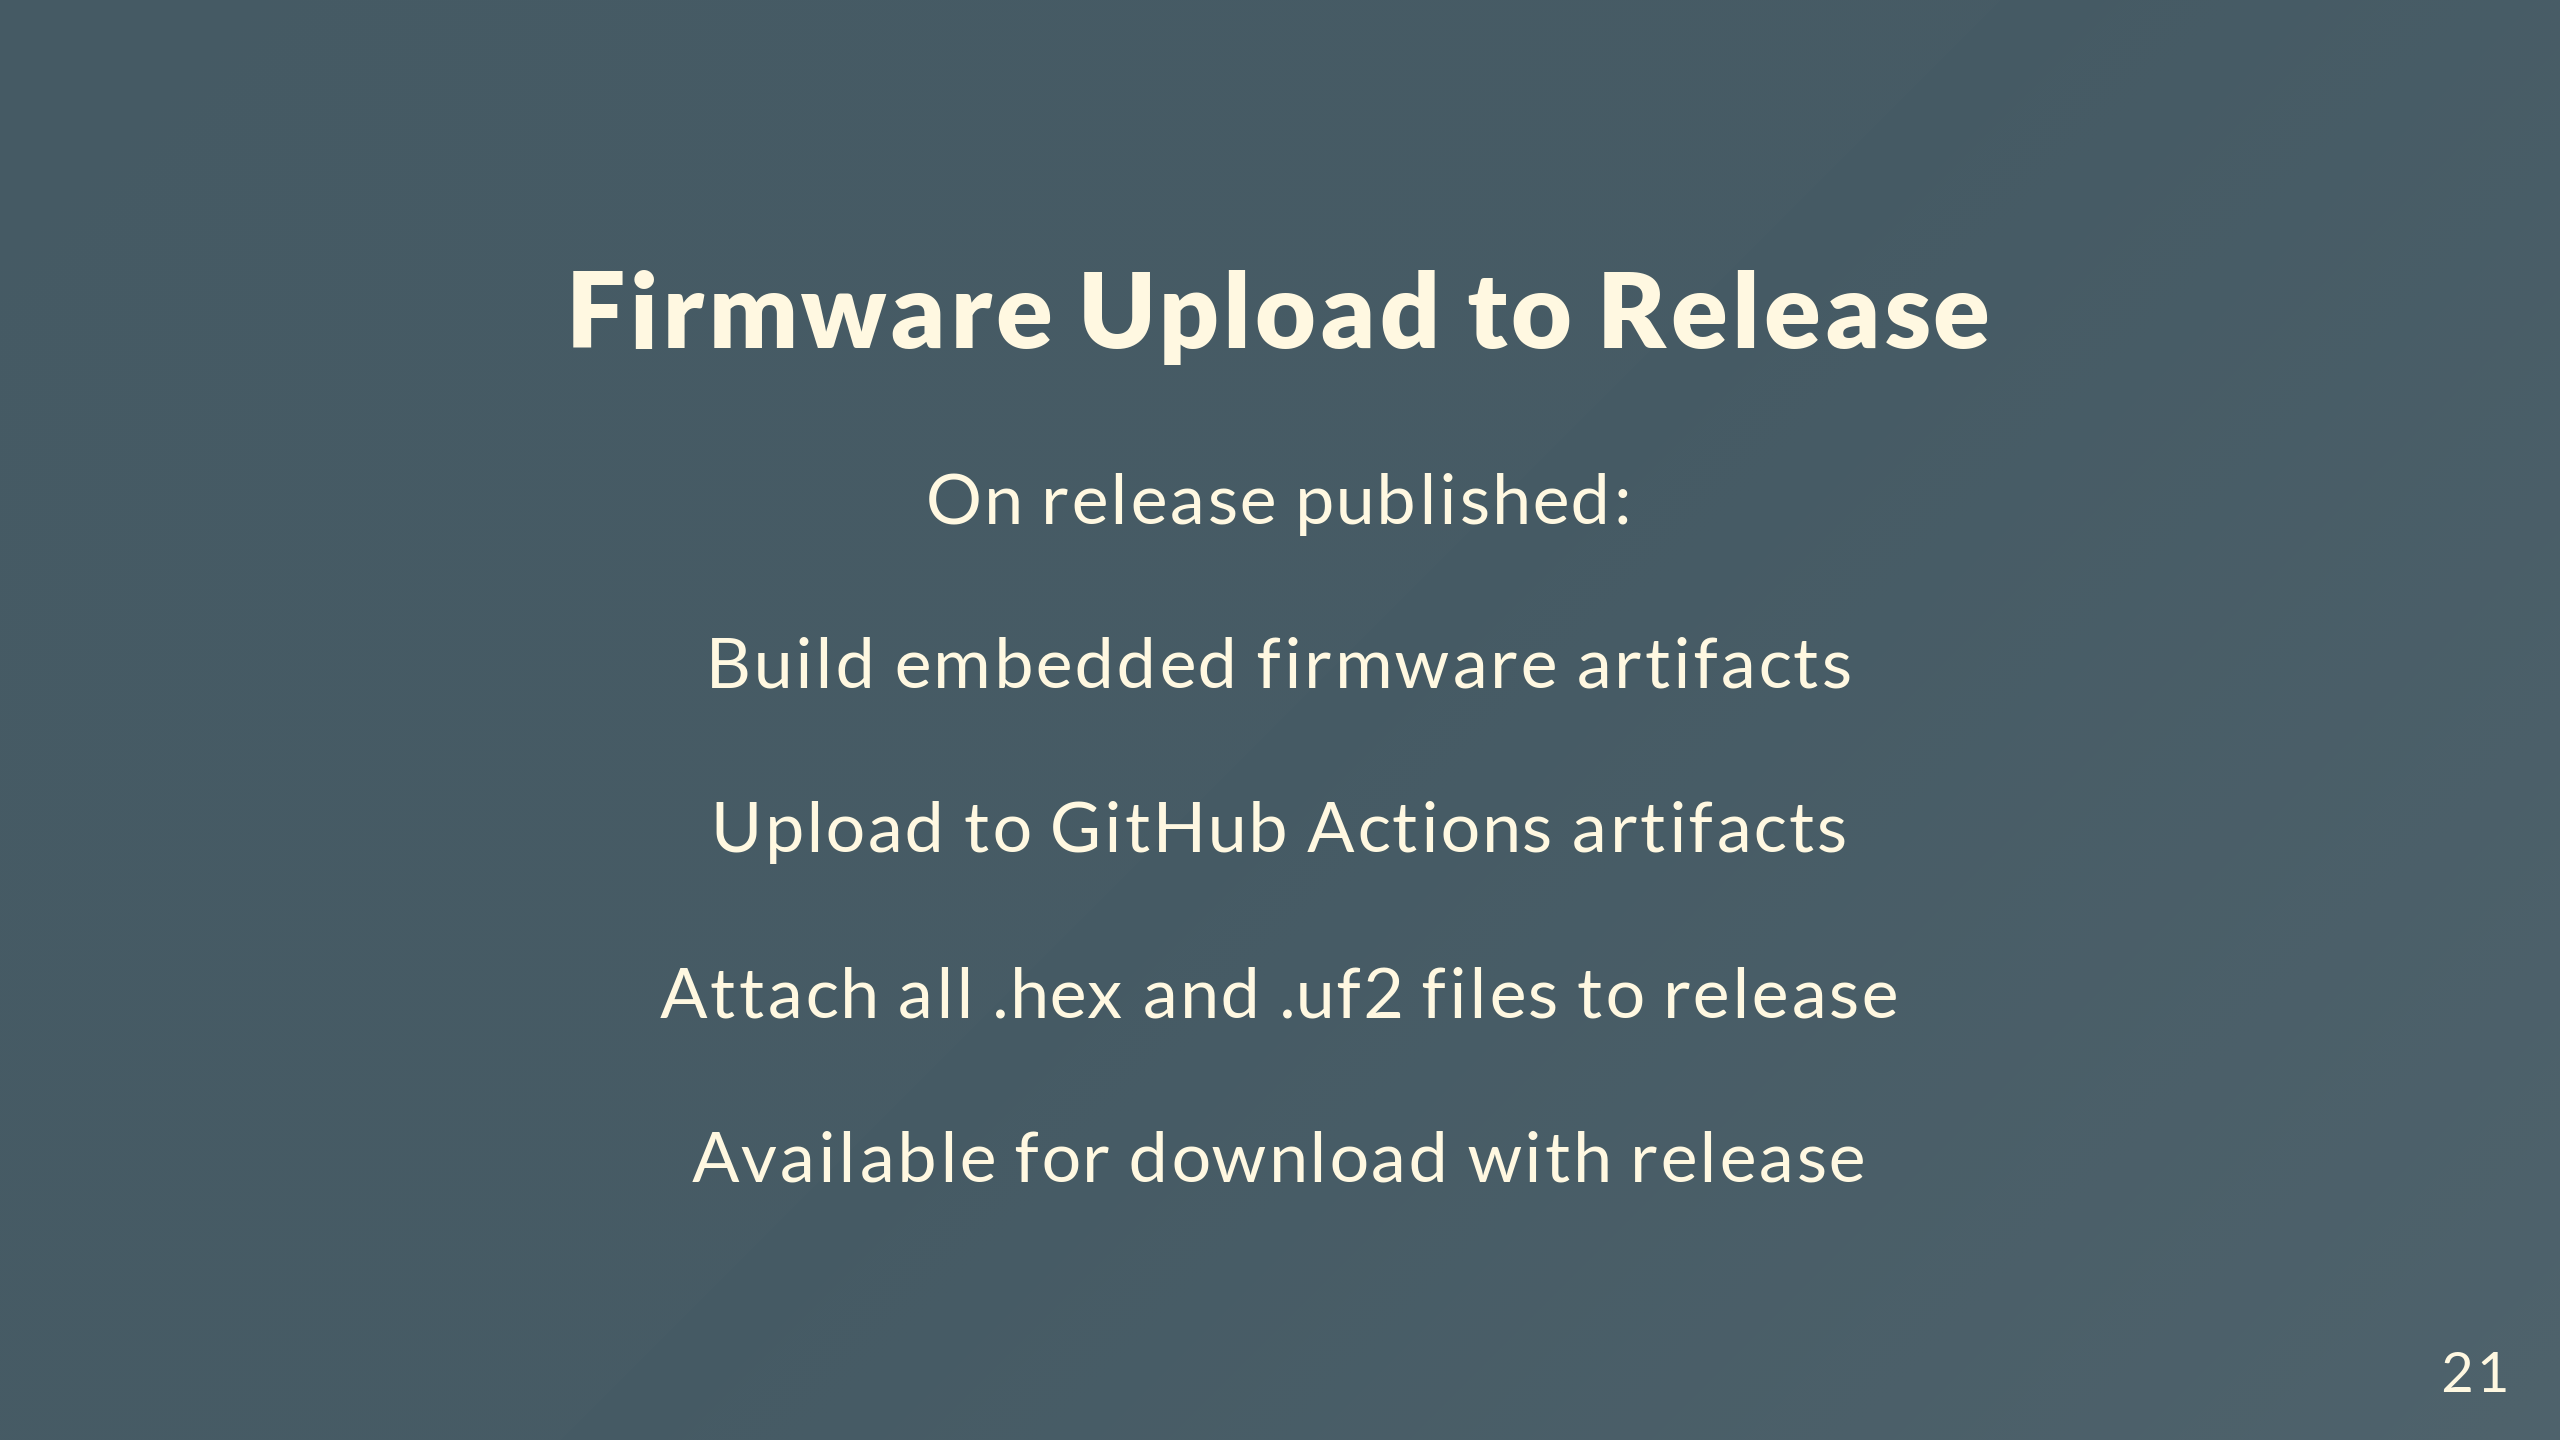 Firmware Upload to Release
On release published:
Build embedded firmware artifacts
Upload to GitHub Actions artifacts
Attach all .hex and .uf2 files to release
Available for download with release
21